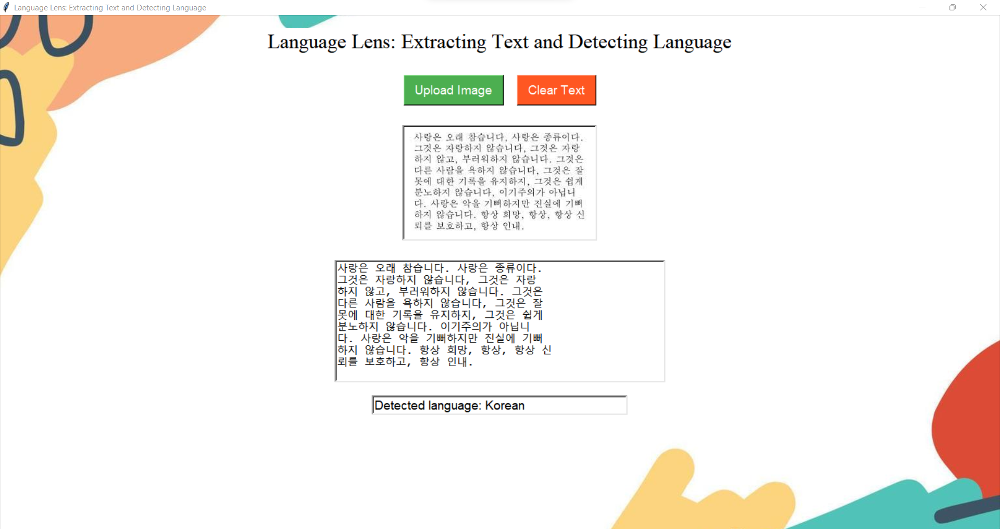 Language Lens: Extracting Text and Detecting Language
Language Lens: Extracting Text and Detecting Language
Upload Image
Clear Text
사랑은 오래 참습니다, 사랑은 종류이다.
그것은 자랑하지 않습니다, 그것은 자랑
하지 않고, 부러워하지 않습니다. 그것은
다른 사람을 욕하지 않습니다, 그것은 잘
못에 대한 기록을 유지하지, 그것은 쉽게
분노하지 않습니다, 이기주의가 아닙니
다. 사랑은 악을 기뻐하지만 진실에 기뻐
하지 않습니다. 항상 희망, 항상, 항상 신
뢰를 보호하고, 항상 인내.
사랑은 오래 참습니다. 사랑은 종류이다.
그것은 자랑하지 않습니다, 그것은 자랑
하지 않고, 부러워하지 않습니다. 그것은
다른 사람을 욕하지 않습니다, 그것은 잘
못에 대한 기록을 유지하지, 그것은 쉽게
분노하지 않습니다. 이기주의가 아닙니
다. 사랑은 악을 기뻐하지만 진실에 기뻐
하지 않습니다. 항상 희망, 항상, 항상 신
뢰를 보호하고, 항상 인내.
Detected language: Korean